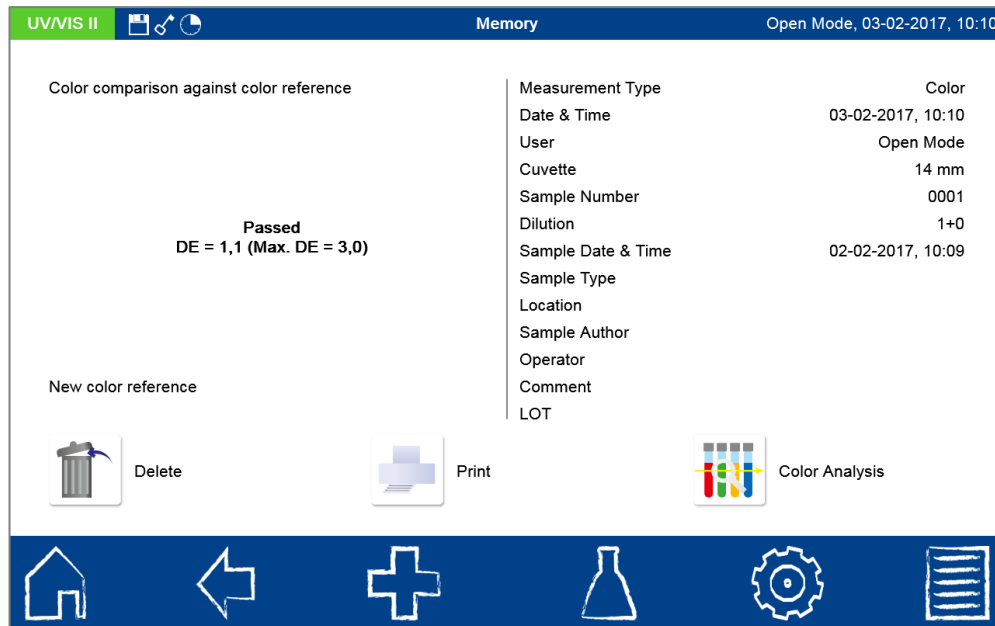 UV/VIS II Memory Open Mode, 03-02-2017, 10:10
Color comparison against color reference
Passed
DE = 1,1 (Max. DE = 3,0)
New color reference
Measurement Type Color
Date & Time 03-02-2017, 10:10
User Open Mode
Cuvette 14 mm
Sample Number 0001
Dilution 1+0
Sample Date & Time 02-02-2017, 10:09
Sample Type
Location
Sample Author
Operator
Comment
LOT
Delete Print Color Analysis